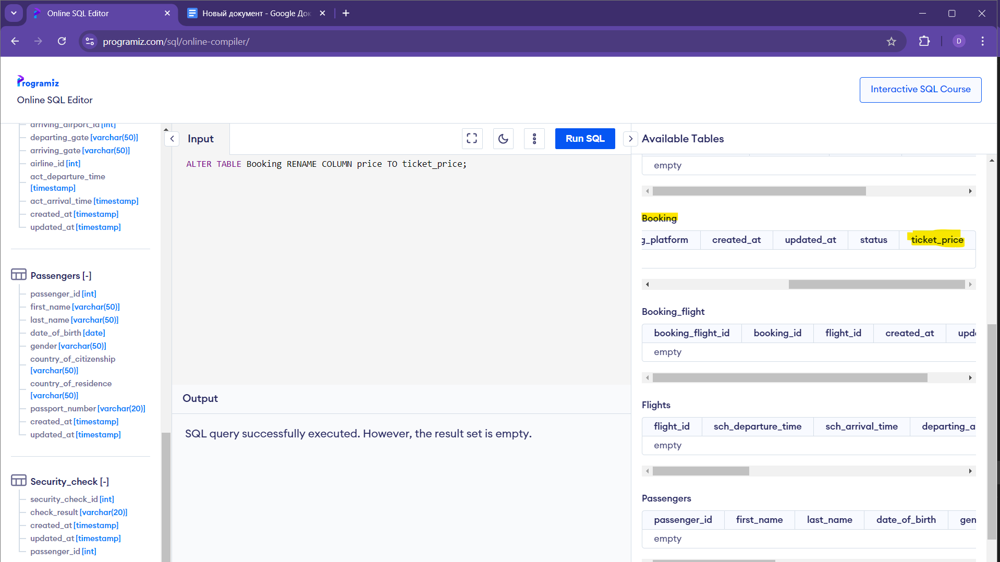 Online SQL Editor
Новый документ - Google Док
programiz.com/sql/online-compiler/
D
Programiz
Online SQL Editor
Interactive SQL Course
arriving_airport_id [int]
departing_gate [varchar(50)]
arriving_gate [varchar(50)]
airline_id [int]
act_departure_time
[timestamp]
act_arrival_time [timestamp]
created_at [timestamp]
updated_at [timestamp]
Passengers [-]
passenger_id [int]
first_name [varchar(50)]
last_name [varchar(50)]
date_of_birth [date]
gender [varchar(50)]
country_of_citizenship
[varchar(50)]
country_of_residence
[varchar(50)]
passport_number [varchar(20)]
created_at [timestamp]
updated_at [timestamp]
Security_check [-]
security_check_id [int]
check_result [varchar(20)]
created_at [timestamp]
updated_at [timestamp]
passenger_id [int]
Input
Run SQL
ALTER TABLE Booking RENAME COLUMN price TO ticket_price;
Output
SQL query successfully executed. However, the result set is empty.
Available Tables
empty
Booking
g_platform created_at updated_at status ticket_price
Booking_flight
booking_flight_id booking_id flight_id created_at upda
empty
Flights
flight_id sch_departure_time sch_arrival_time departing_a
empty
Passengers
passenger_id first_name last_name date_of_birth gen
empty